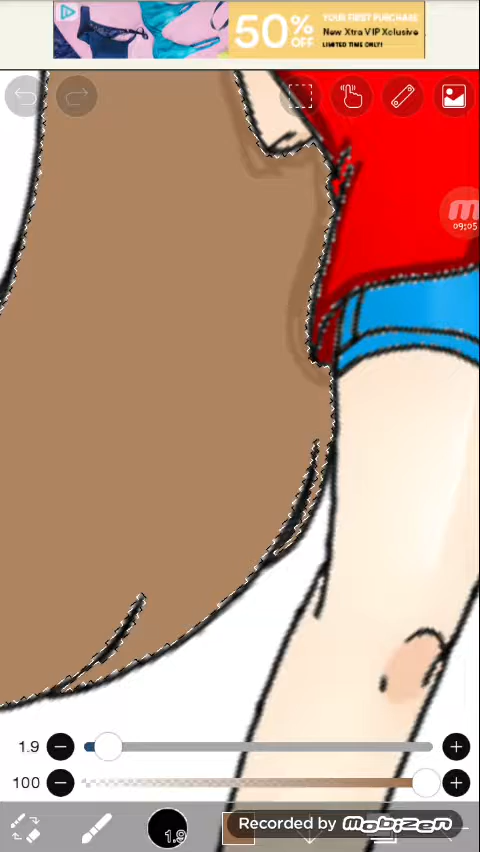 50%
OFF
YOUR FIRST PURCHASE
New Xtra VIP Xclusive
LIMITED TIME ONLY!
09:05
1.9
100
1.9
Recorded by mobizen